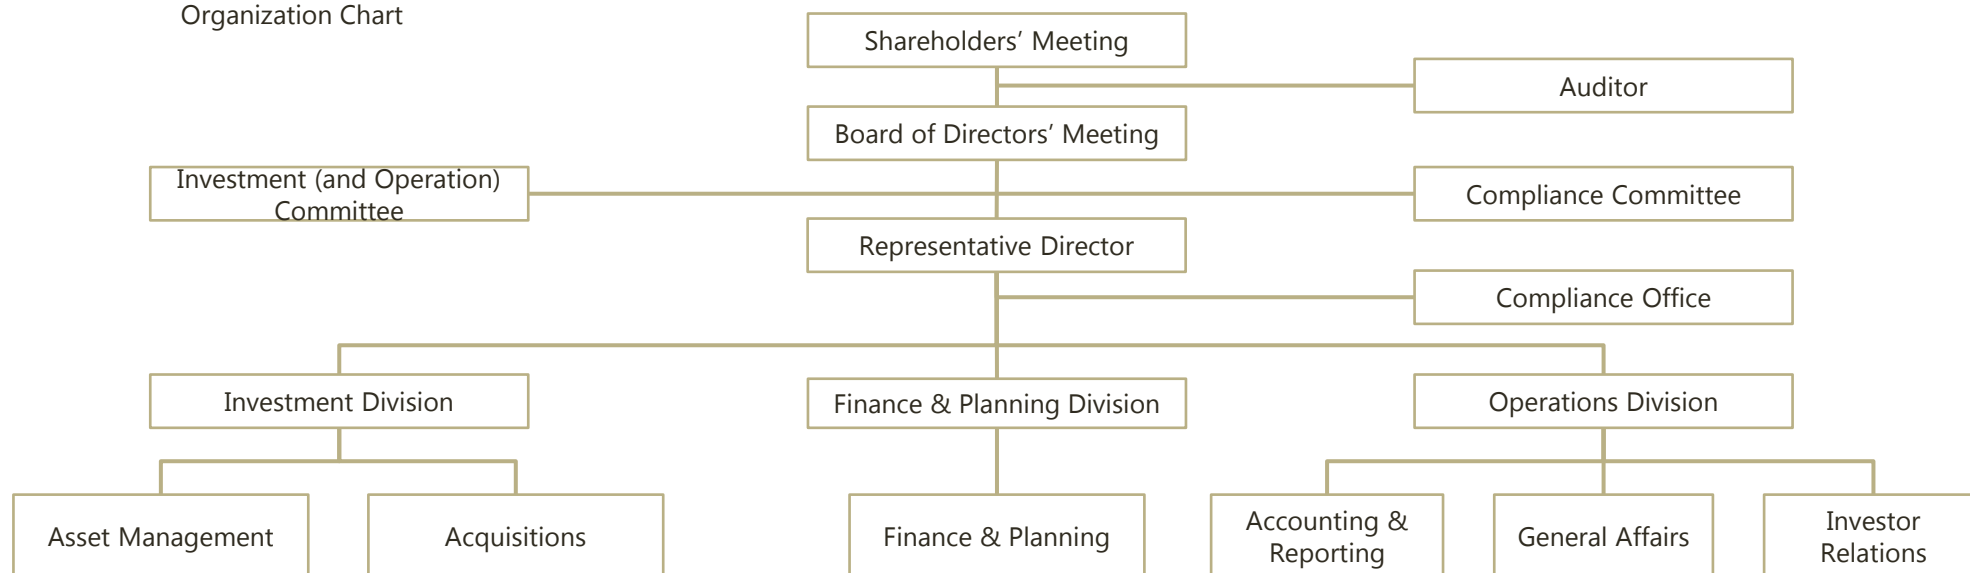 Organization Chart
Shareholders’ Meeting
Auditor
Board of Directors’ Meeting
Investment (and Operation)
Committee
Compliance Committee
Representative Director
Compliance Office
Investment Division
Finance & Planning Division
Operations Division
Asset Management
Acquisitions
Finance & Planning
Accounting &
Reporting
General Affairs
Investor
Relations